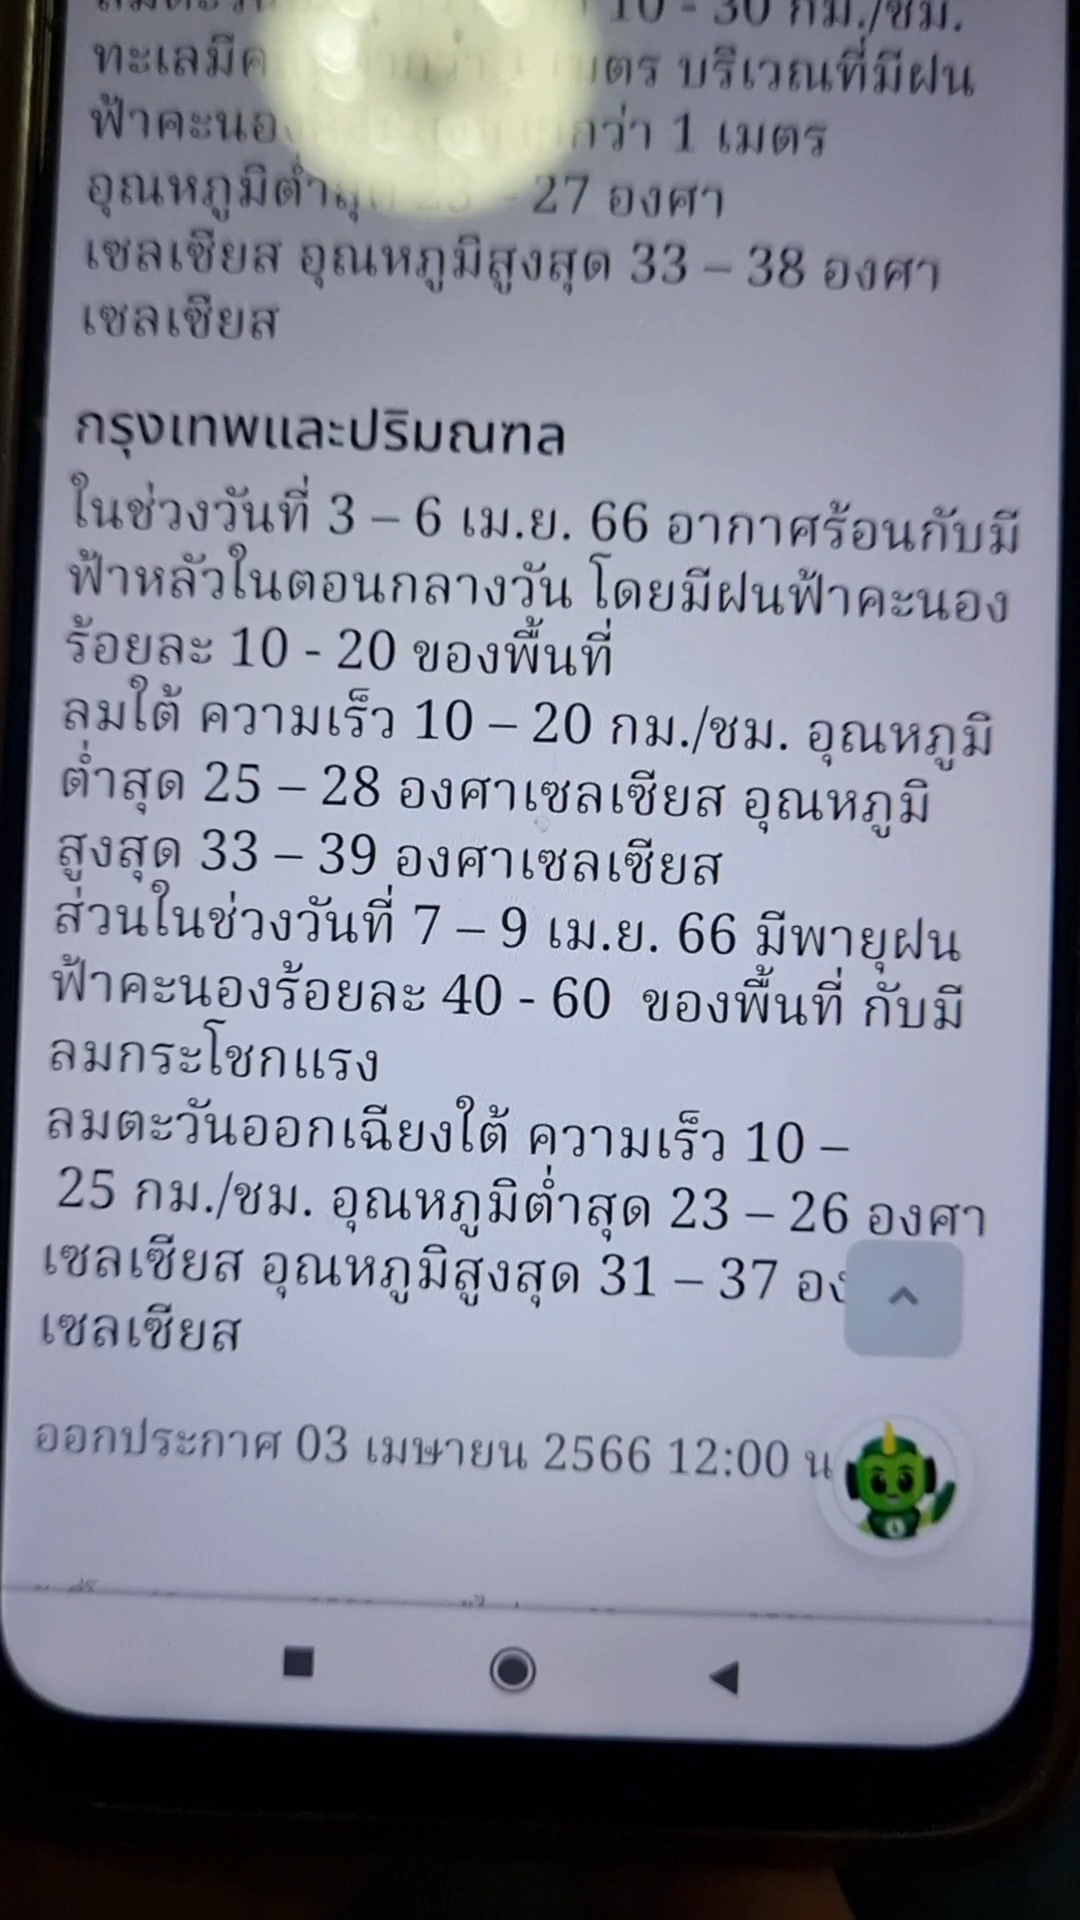 10 - 30 กม./ชม.
ทะเลมี เมตร บริเวณที่มีฝน
ฟ้าคะนอง กว่า 1 เมตร
อุณหภูมิต่ำสุด 23 - 27 องศา
เซลเซียส อุณหภูมิสูงสุด 33 – 38 องศา
เซลเซียส
กรุงเทพและปริมณฑล
ในช่วงวันที่ 3 – 6 เม.ย. 66 อากาศร้อนกับมี
ฟ้าหลัวในตอนกลางวัน โดยมีฝนฟ้าคะนอง
ร้อยละ 10 - 20 ของพื้นที่
ลมใต้ ความเร็ว 10 – 20 กม./ชม. อุณหภูมิ
ต่ำสุด 25 – 28 องศาเซลเซียส อุณหภูมิ
สูงสุด 33 – 39 องศาเซลเซียส
ส่วนในช่วงวันที่ 7 – 9 เม.ย. 66 มีพายุฝน
ฟ้าคะนองร้อยละ 40 - 60 ของพื้นที่ กับมี
ลมกระโชกแรง
ลมตะวันออกเฉียงใต้ ความเร็ว 10 –
25 กม./ชม. อุณหภูมิต่ำสุด 23 – 26 องศา
เซลเซียส อุณหภูมิสูงสุด 31 – 37 อง
เซลเซียส
ออกประกาศ 03 เมษายน 2566 12:00 น